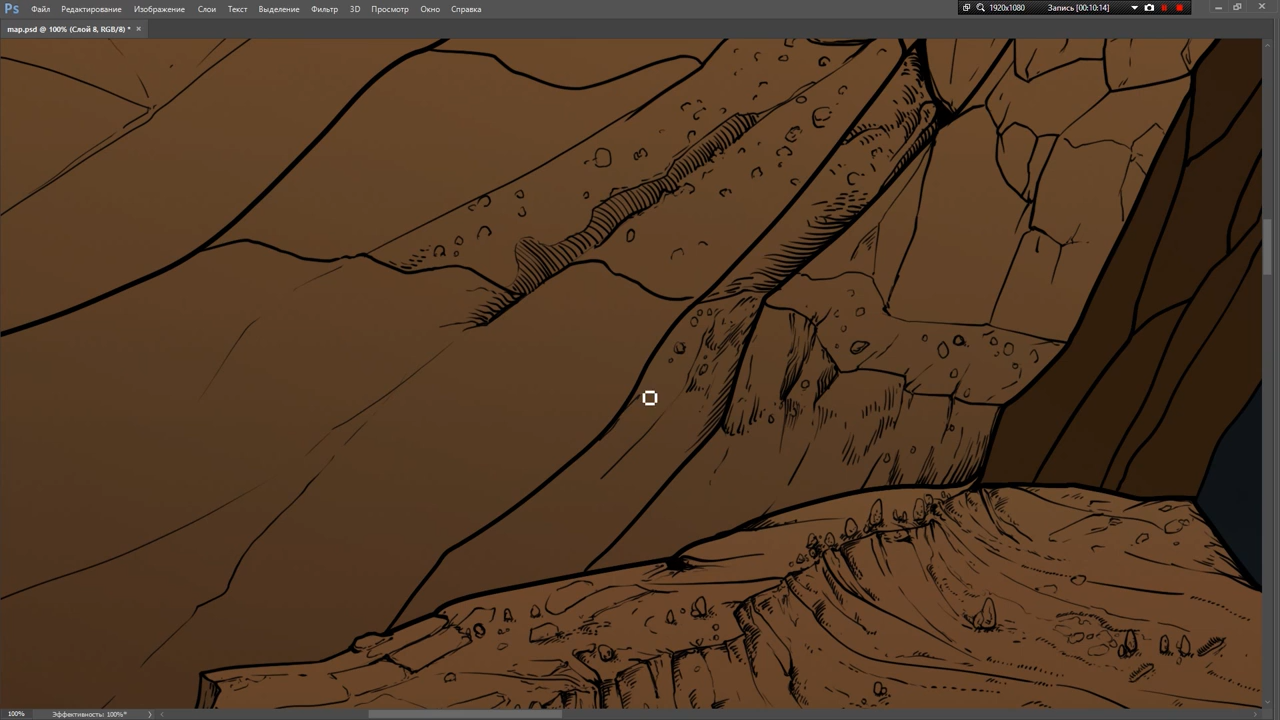 Ps Файл Редактирование Изображение Слои Текст Выделение Фильтр 3D Просмотр Окно Справка 1920x1080 Запись [00:10:14]
map.psd @ 100% (Слой 8, RGB/8) * ×
100% Эффективность: 100%*